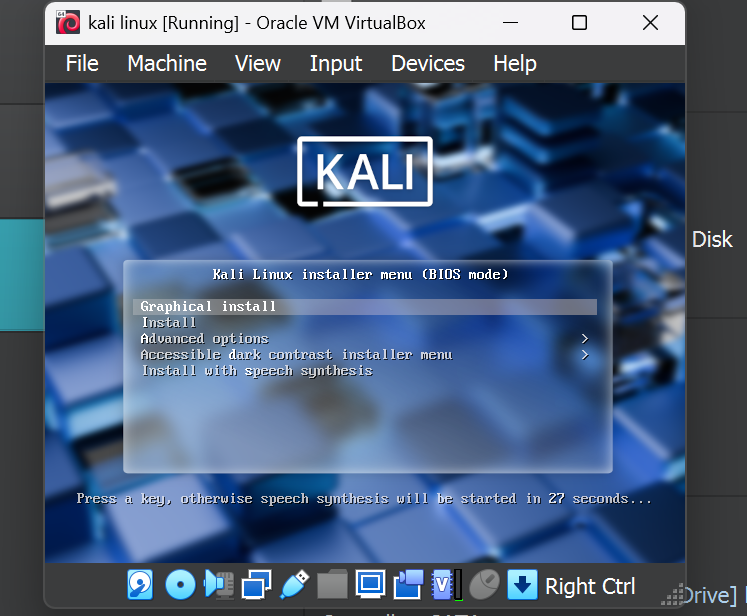 kali linux [Running] - Oracle VM VirtualBox
File Machine View Input Devices Help
KALI
Disk
Kali Linux installer menu (BIOS mode)
Graphical install
Install
Advanced options >
Accessible dark contrast installer menu >
Install with speech synthesis
Press a key, otherwise speech synthesis will be started in 27 seconds...
Right Ctrl
Drive]